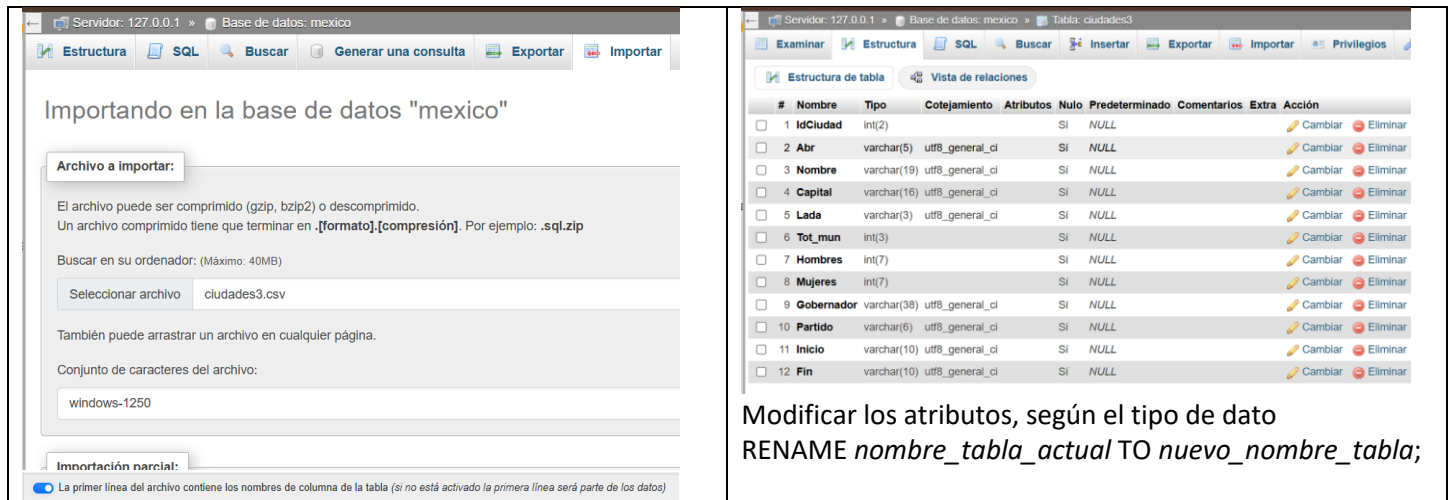 Servidor: 127.0.0.1 » Base de datos: mexico
Estructura SQL Buscar Generar una consulta Exportar Importar
Importando en la base de datos "mexico"
Archivo a importar:
El archivo puede ser comprimido (gzip, bzip2) o descomprimido.
Un archivo comprimido tiene que terminar en .[formato].[compresión]. Por ejemplo: .sql.zip
Buscar en su ordenador: (Máximo: 40MB)
Seleccionar archivo ciudades3.csv
También puede arrastrar un archivo en cualquier página.
Conjunto de caracteres del archivo:
windows-1250
Importación parcial:
La primer línea del archivo contiene los nombres de columna de la tabla (si no está activado la primera línea será parte de los datos)
Servidor: 127.0.0.1 » Base de datos: mexico » Tabla: ciudades3
Examinar Estructura SQL Buscar Insertar Exportar Importar Privilegios
Estructura de tabla Vista de relaciones
# Nombre Tipo Cotejamiento Atributos Nulo Predeterminado Comentarios Extra Acción
1 IdCiudad int(2) Sí NULL Cambiar Eliminar
2 Abr varchar(5) utf8_general_ci Sí NULL Cambiar Eliminar
3 Nombre varchar(19) utf8_general_ci Sí NULL Cambiar Eliminar
4 Capital varchar(16) utf8_general_ci Sí NULL Cambiar Eliminar
5 Lada varchar(3) utf8_general_ci Sí NULL Cambiar Eliminar
6 Tot_mun int(3) Sí NULL Cambiar Eliminar
7 Hombres int(7) Sí NULL Cambiar Eliminar
8 Mujeres int(7) Sí NULL Cambiar Eliminar
9 Gobernador varchar(38) utf8_general_ci Sí NULL Cambiar Eliminar
10 Partido varchar(6) utf8_general_ci Sí NULL Cambiar Eliminar
11 Inicio varchar(10) utf8_general_ci Sí NULL Cambiar Eliminar
12 Fin varchar(10) utf8_general_ci Sí NULL Cambiar Eliminar
Modificar los atributos, según el tipo de dato
RENAME nombre_tabla_actual TO nuevo_nombre_tabla;